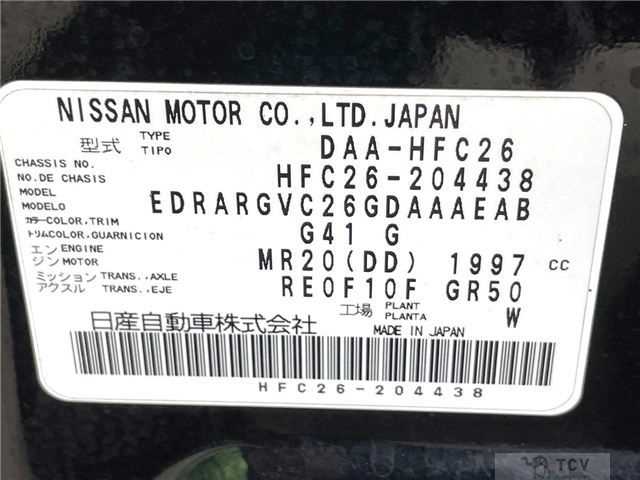 NISSAN MOTOR CO.,LTD.JAPAN
型式 TYPE TIPO DAA-HFC26
CHASSIS NO.
NO.DE CHASIS HFC26-204438
MODEL
MODELO EDRARGVC26GDAAAEAB
カラー COLOR,TRIM
トリムCOLOR,GUARNICION G41 G
エン ENGINE
ジン MOTOR MR20(DD) 1997 CC
ミッション TRANS.,AXLE
アクスル TRANS.,EJE RE0F10F GR50
工場 PLANT PLANTA W
日産自動車株式会社 MADE IN JAPAN
HFC26-204438
TCV